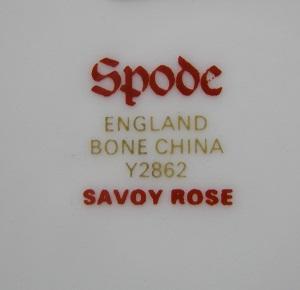 Spode
ENGLAND
BONE CHINA
Y2862
SAVOY ROSE